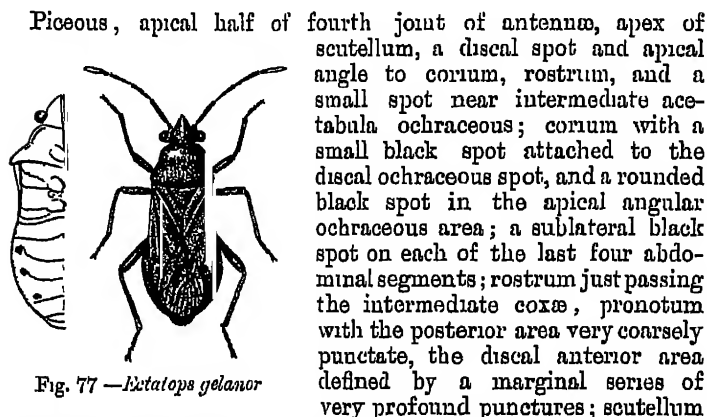 Piceous, apical half of fourth joint of antennæ, apex of
scutellum, a discal spot and apical
angle to corium, rostrum, and a
small spot near intermediate ace-
tabula ochraceous; corium with a
small black spot attached to the
discal ochraceous spot, and a rounded
black spot in the apical angular
ochraceous area; a sublateral black
spot on each of the last four abdo-
minal segments; rostrum just passing
the intermediate coxæ, pronotum
with the posterior area very coarsely
punctate, the discal anterior area
defined by a marginal series of
very profound punctures; scutellum
Fig. 77 —Ectatops gelanor